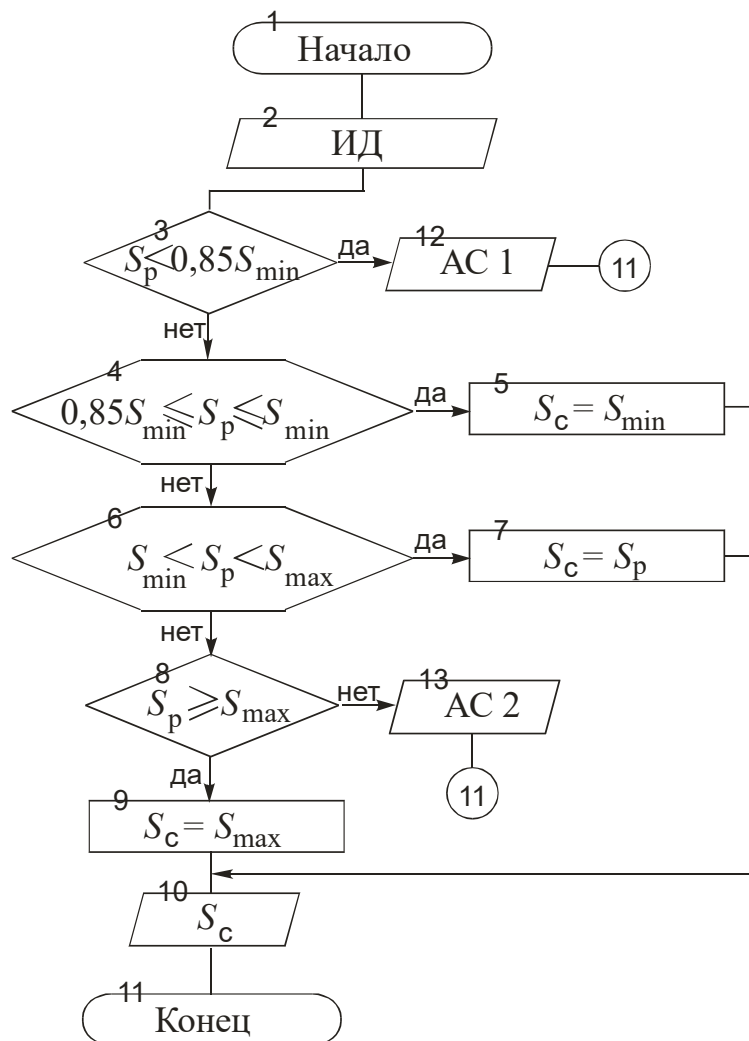 1
Начало
2
ИД
3
Sp<0,85Smin
да
12
АС 1
11
нет
4
0,85Smin ⩽Sp⩽Smin
да
5
Sc= Smin
нет
6
Smin<Sp<Smax
да
7
Sc= Sp
нет
8
Sp⩾Smax
нет
13
АС 2
11
да
9
Sc= Smax
10
Sc
11
Конец